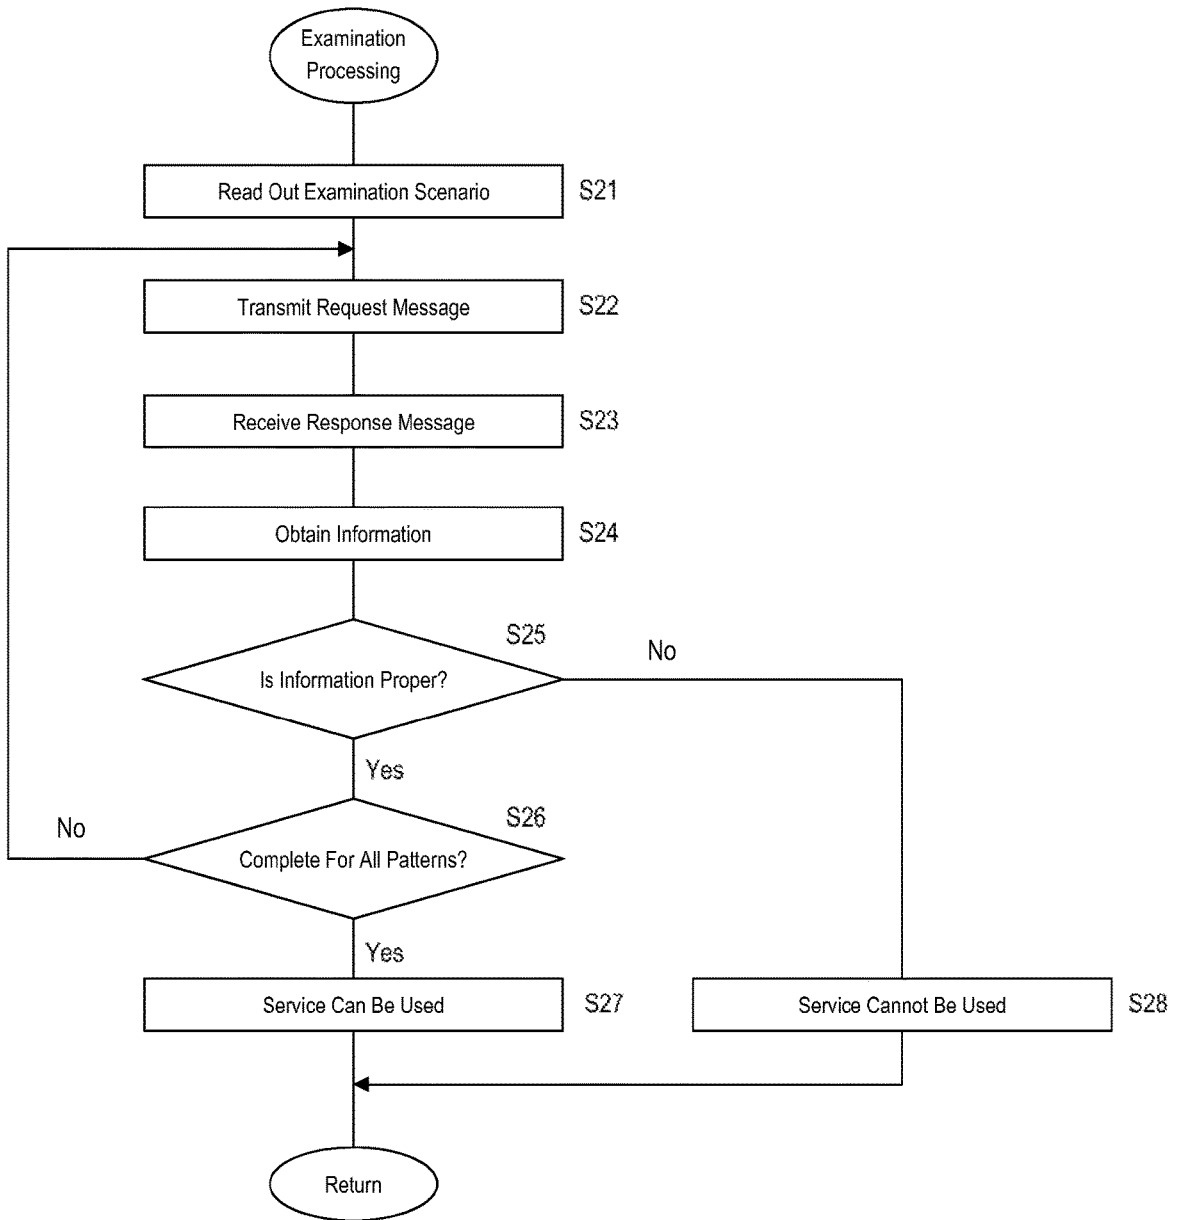 Examination
Processing
Read Out Examination Scenario
S21
Transmit Request Message
S22
Receive Response Message
S23
Obtain Information
S24
S25
No
Is Information Proper?
Yes
S26
No
Complete For All Patterns?
Yes
Service Can Be Used
S27
Service Cannot Be Used
S28
Return